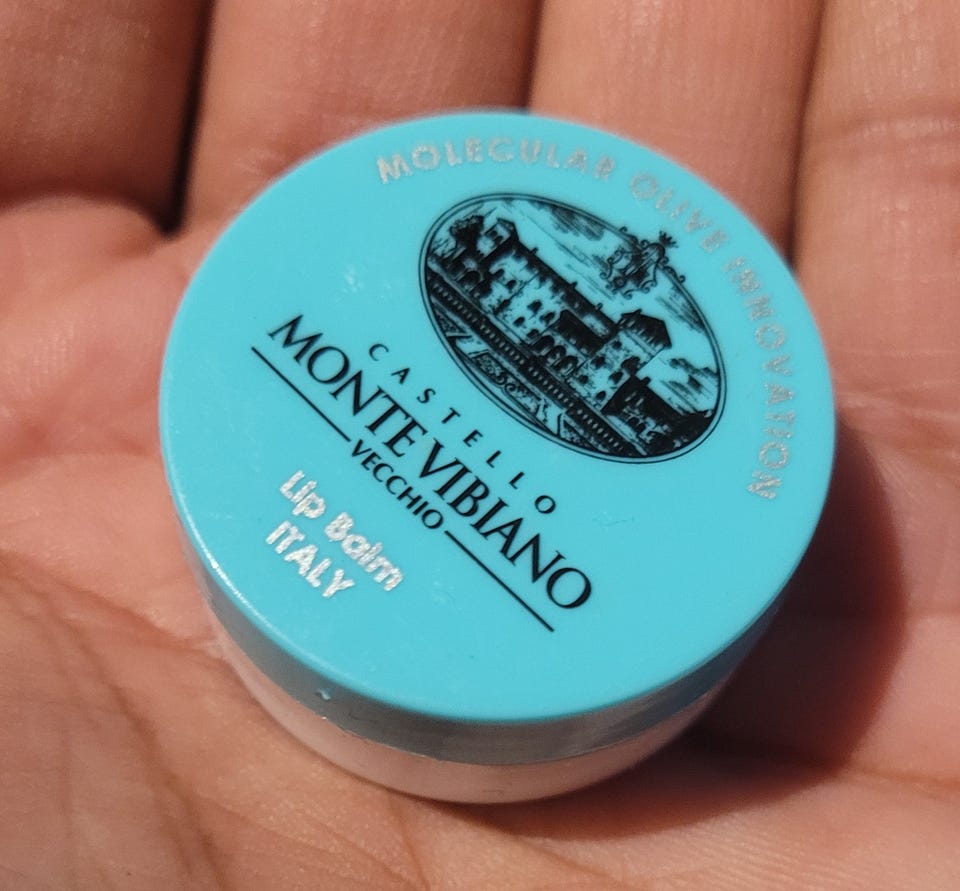 MOLECULAR OLIVE INNOVATION
CASTELLO
MONTE VIBIANO
VECCHIO
Lip Balm
ITALY